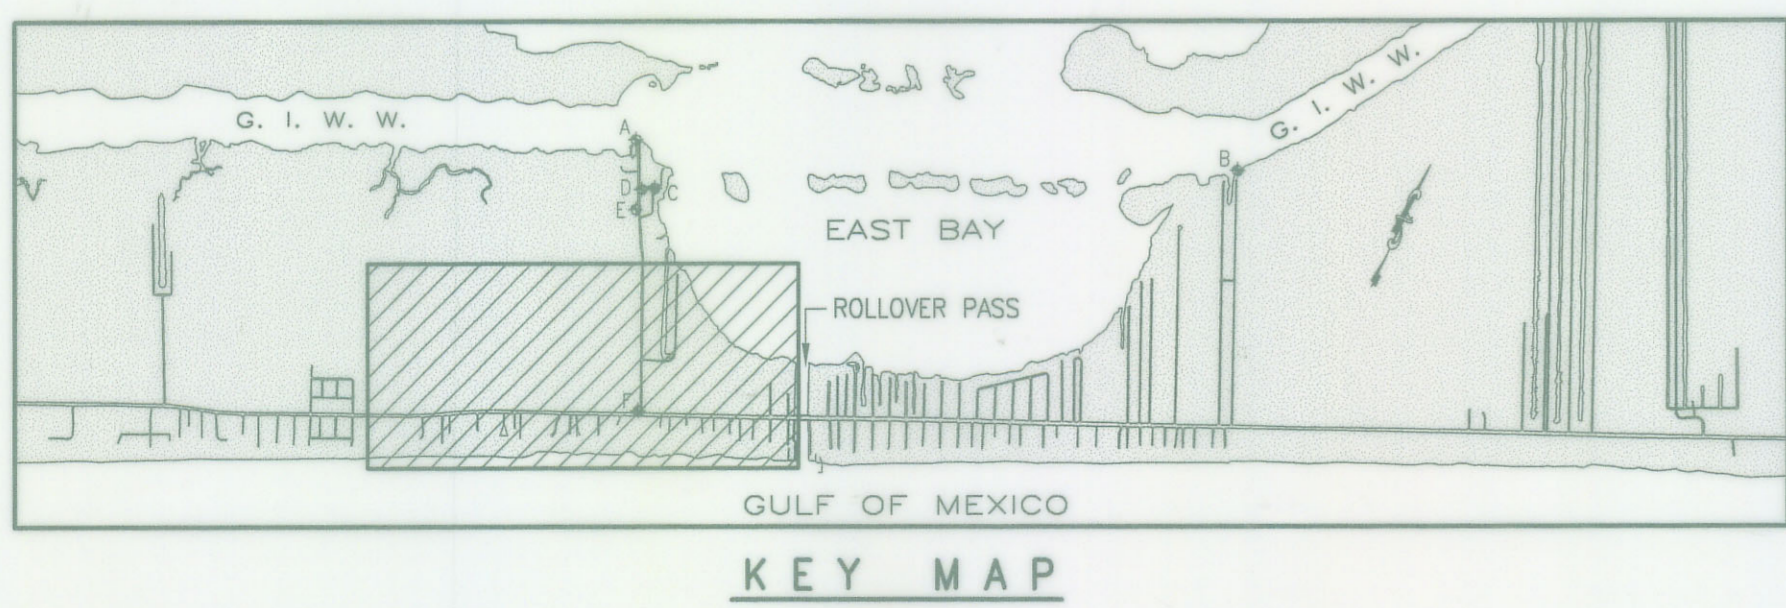 G. I. W. W.
G. I. W. W.
A
B
D
C
E
EAST BAY
ROLLOVER PASS
F
GULF OF MEXICO
KEY MAP